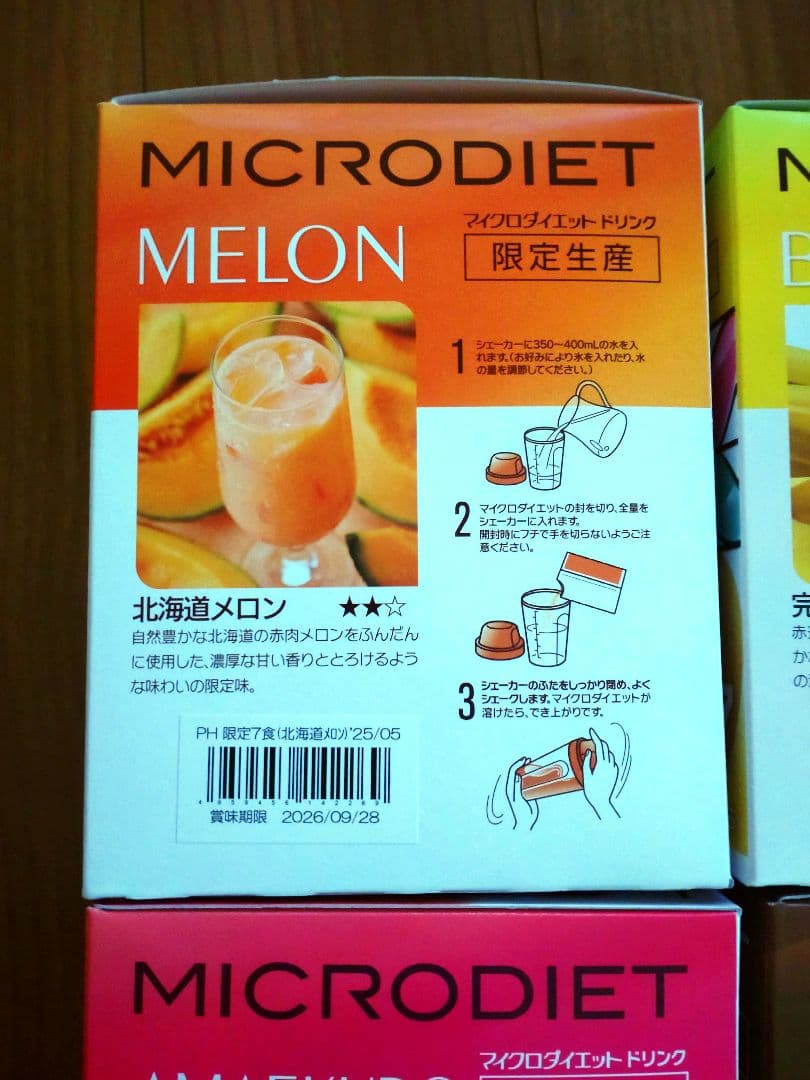 MICRODIET
MELON
マイクロダイエット ドリンク
限定生産
1 シェーカーに350～400mLの水を入
れます。(お好みにより氷を入れたり、水
の量を調節してください。)
2 マイクロダイエットの封を切り、全量を
シェーカーに入れます。
開封時にフチで手を切らないようご注
意ください。
3 シェーカーのふたをしっかり閉め、よく
シェークします。マイクロダイエットが
溶けたら、でき上がりです。
北海道メロン ★★☆
自然豊かな北海道の赤肉メロンをふんだん
に使用した、濃厚な甘い香りととろけるよう
な味わいの限定味。
PH 限定7食(北海道ﾒﾛﾝ)'25/05
賞味期限 2026/09/28
MICRODIET
マイクロダイエット ドリンク